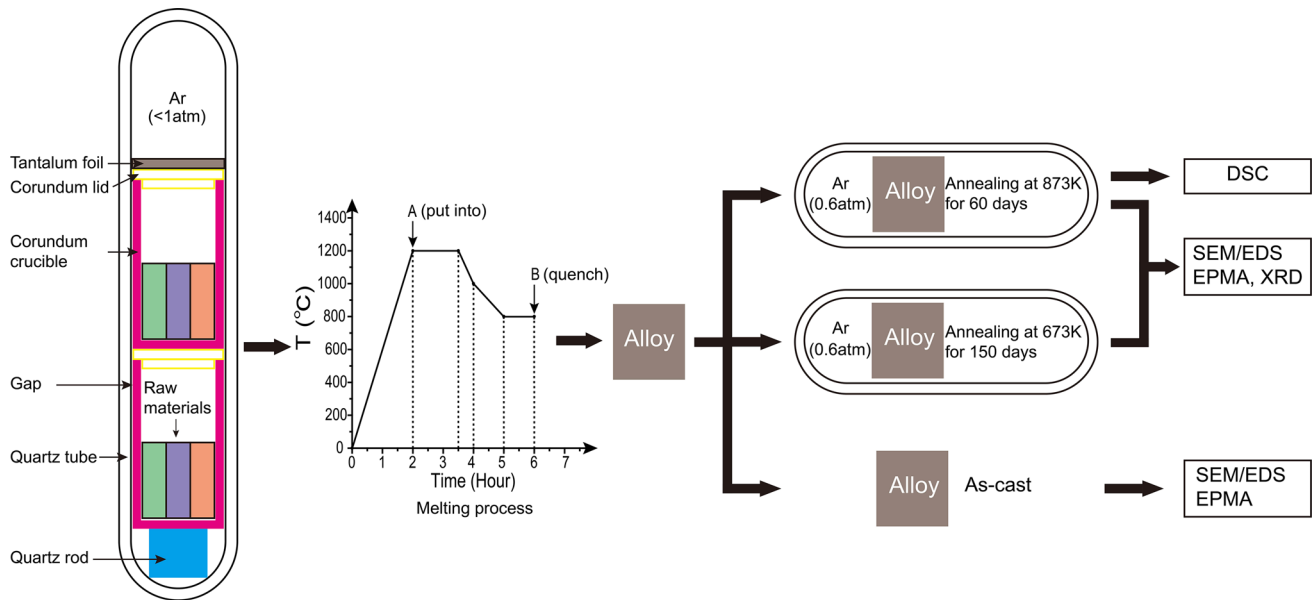 Ar
(<1atm)
Tantalum foil
Corundum lid
Corundum
crucible
Gap
Raw
materials
Quartz tube
Quartz rod
T (℃)
1400
1200
1000
800
600
400
200
0
A (put into)
B (quench)
0 1 2 3 4 5 6 7
Time (Hour)
Melting process
Alloy
Ar
(0.6atm)
Alloy
Annealing at 873K
for 60 days
Ar
(0.6atm)
Alloy
Annealing at 673K
for 150 days
Alloy
As-cast
DSC
SEM/EDS
EPMA, XRD
SEM/EDS
EPMA